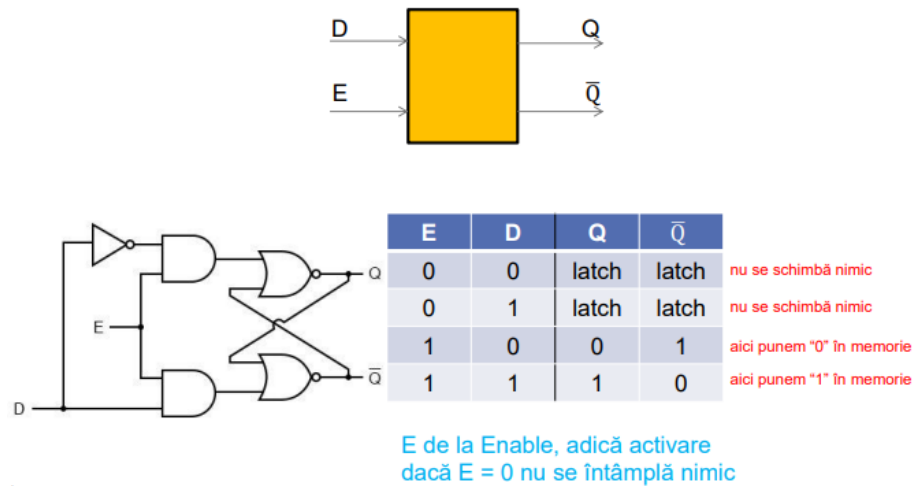 D
Q
E
Q̅
E D Q Q̅
0 0 latch latch nu se schimbă nimic
0 1 latch latch nu se schimbă nimic
1 0 0 1 aici punem “0” în memorie
1 1 1 0 aici punem “1” în memorie
Q
E
Q̅
D
E de la Enable, adică activare
dacă E = 0 nu se întâmplă nimic